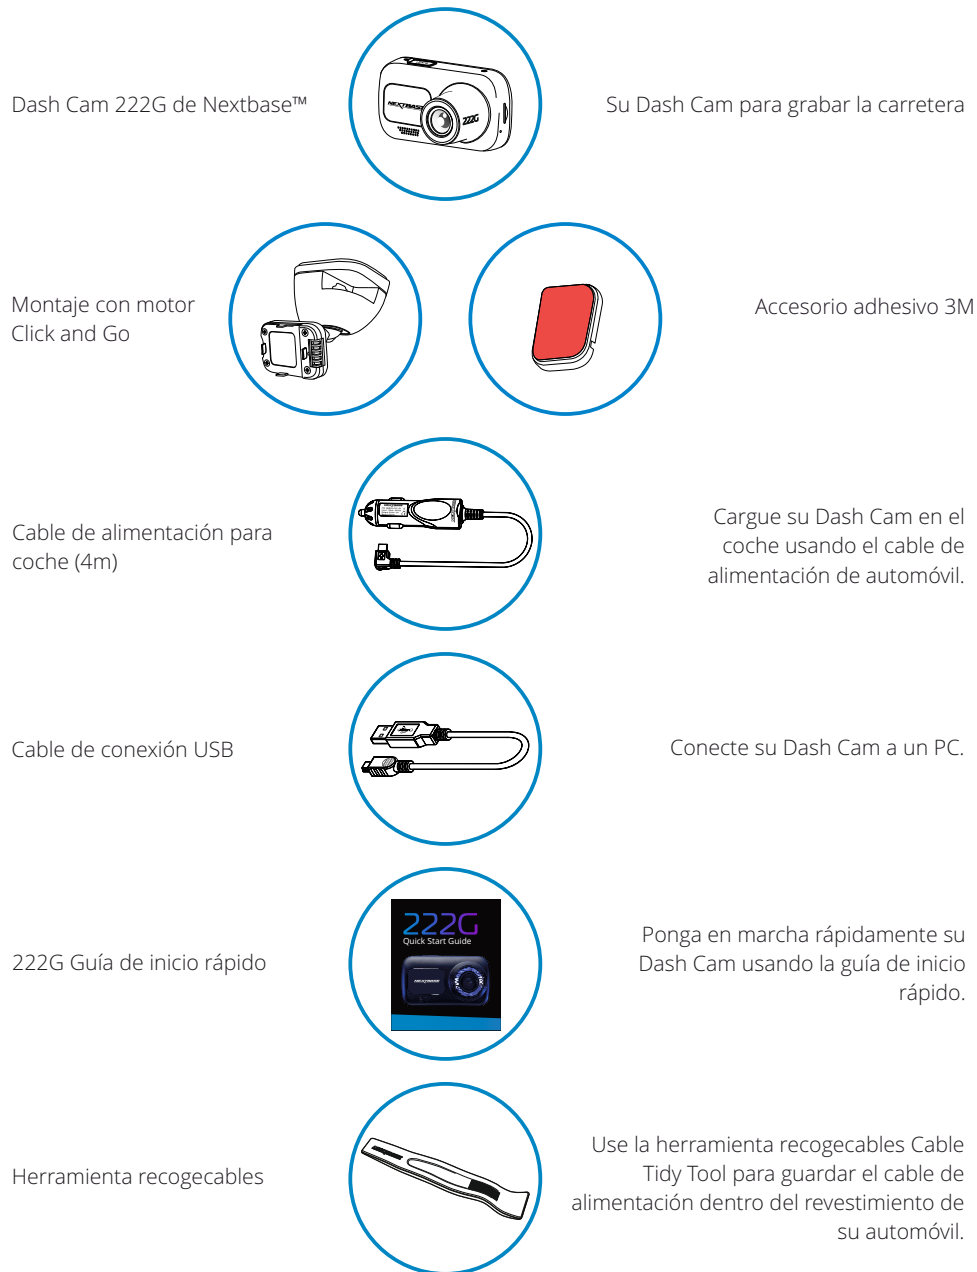 Dash Cam 222G de Nextbase™
NEXTBASE
222G
Su Dash Cam para grabar la carretera
Montaje con motor
Click and Go
Accesorio adhesivo 3M
Cable de alimentación para
coche (4m)
Cargue su Dash Cam en el
coche usando el cable de
alimentación de automóvil.
Cable de conexión USB
Conecte su Dash Cam a un PC.
222G Guía de inicio rápido
222G
Quick Start Guide
NEXTBASE
Ponga en marcha rápidamente su
Dash Cam usando la guía de inicio
rápido.
Herramienta recogecables
Use la herramienta recogecables Cable
Tidy Tool para guardar el cable de
alimentación dentro del revestimiento de
su automóvil.